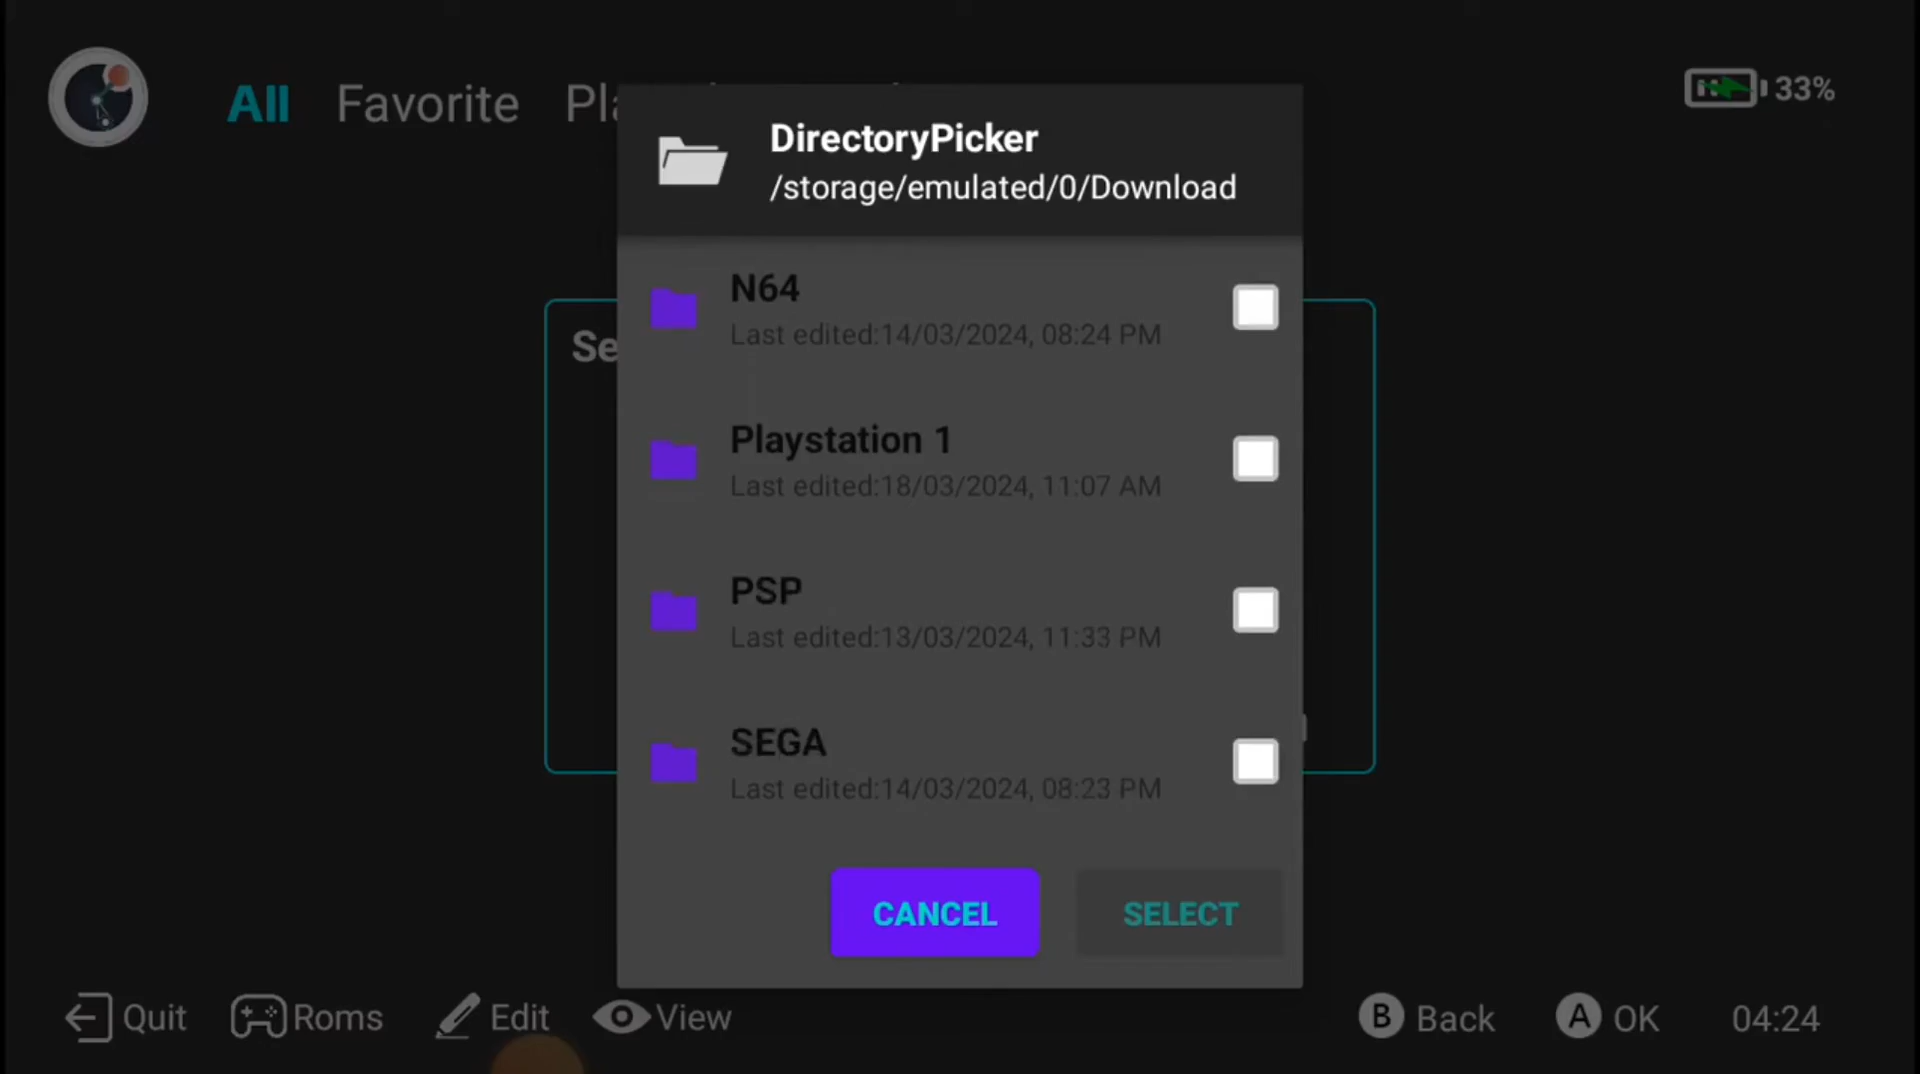 All Favorite
33%
DirectoryPicker
/storage/emulated/0/Download
N64
Last edited:14/03/2024, 08:24 PM
Playstation 1
Last edited:18/03/2024, 11:07 AM
PSP
Last edited:13/03/2024, 11:33 PM
SEGA
Last edited:14/03/2024, 08:23 PM
CANCEL
SELECT
Quit
Roms
Edit
View
B Back
A OK
04:24